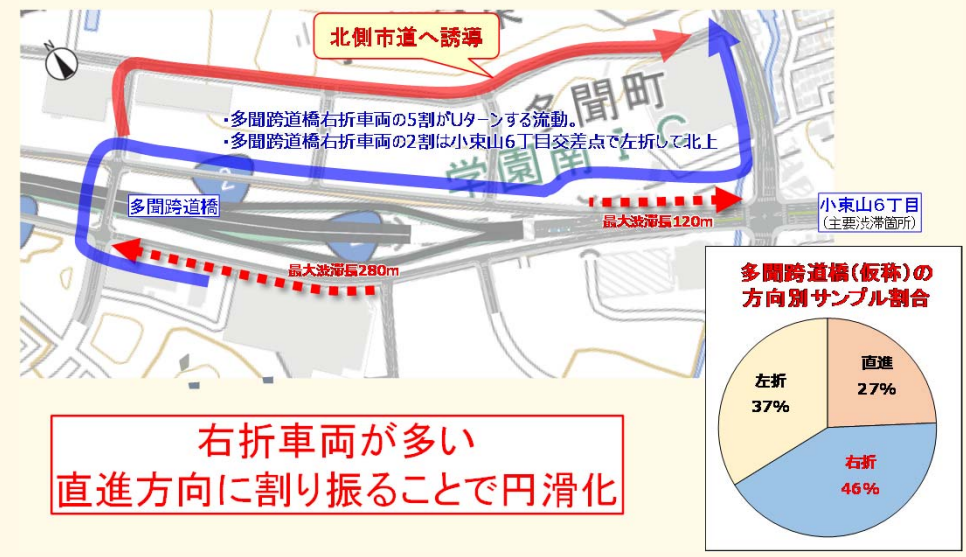 北側市道へ誘導
多聞町
・多聞跨道橋右折車両の5割がUターンする流動。
・多聞跨道橋右折車両の2割は小束山6丁目交差点で左折して北上
学園南IC
多聞跨道橋
小束山6丁目
(主要渋滞箇所)
最大渋滞長120m
最大渋滞長280m
多聞跨道橋(仮称)の
方向別サンプル割合
直進
27%
左折
37%
右折
46%
右折車両が多い
直進方向に割り振ることで円滑化